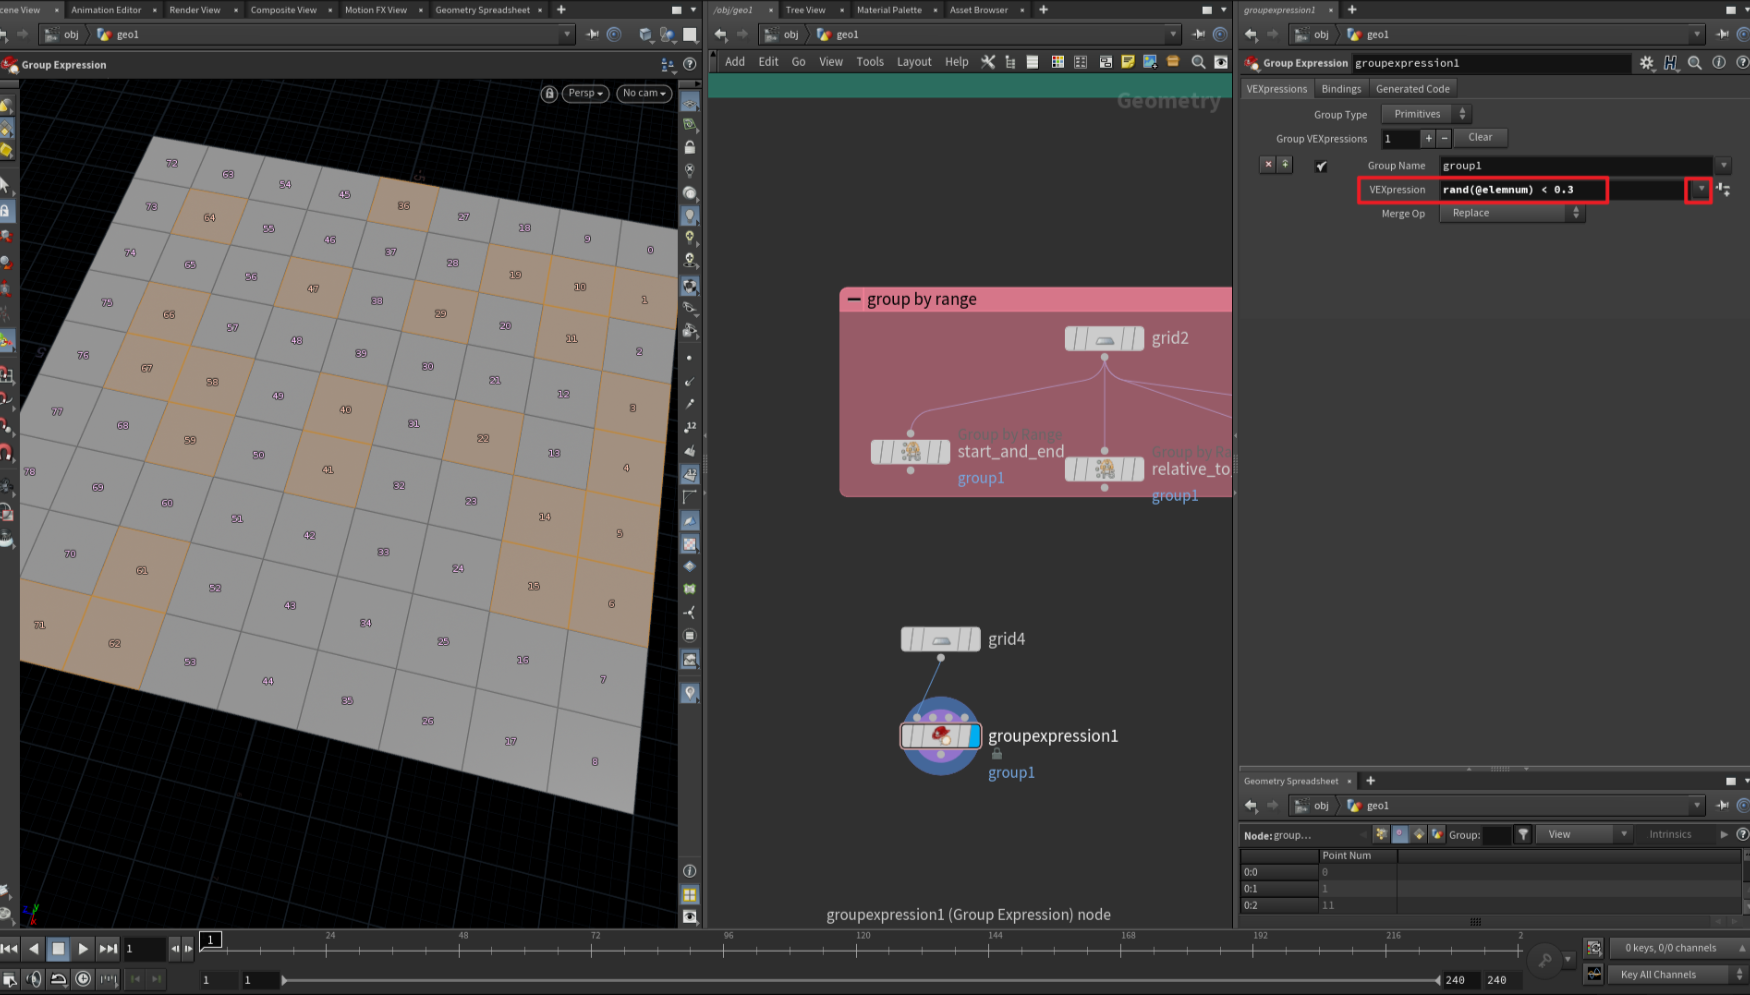 cene View
Animation Editor
Render View
Composite View
Motion FX View
Geometry Spreadsheet
/obj/geo1
Tree View
Material Palette
Asset Browser
groupexpression1
obj
geo1
obj
geo1
obj
geo1
Group Expression
Add
Edit
Go
View
Tools
Layout
Help
Group Expression
groupexpression1
VEXpressions
Bindings
Generated Code
Persp
No cam
Geometry
Group Type
Primitives
Group VEXpressions
1
Clear
Group Name
group1
VEXpression
rand(@elemnum) < 0.3
Merge Op
Replace
72
63
54
45
36
27
18
9
0
73
64
55
46
37
28
19
10
1
74
65
56
47
38
29
20
11
2
75
66
57
48
39
30
21
12
3
76
67
58
49
40
31
22
13
4
77
68
59
50
41
32
23
14
5
78
69
60
51
42
33
24
15
6
70
61
52
43
34
25
16
7
71
62
53
44
35
26
17
8
group by range
grid2
Group by Range
start_and_end
group1
Group by Ra
relative_to_
group1
grid4
groupexpression1
group1
groupexpression1 (Group Expression) node
Geometry Spreadsheet
obj
geo1
Node: group...
Group:
View
Intrinsics
Point Num
0:0
0
0:1
1
0:2
11
1
1
24
48
72
96
120
144
168
192
216
2
0 keys, 0/0 channels
1
1
240
240
Key All Channels